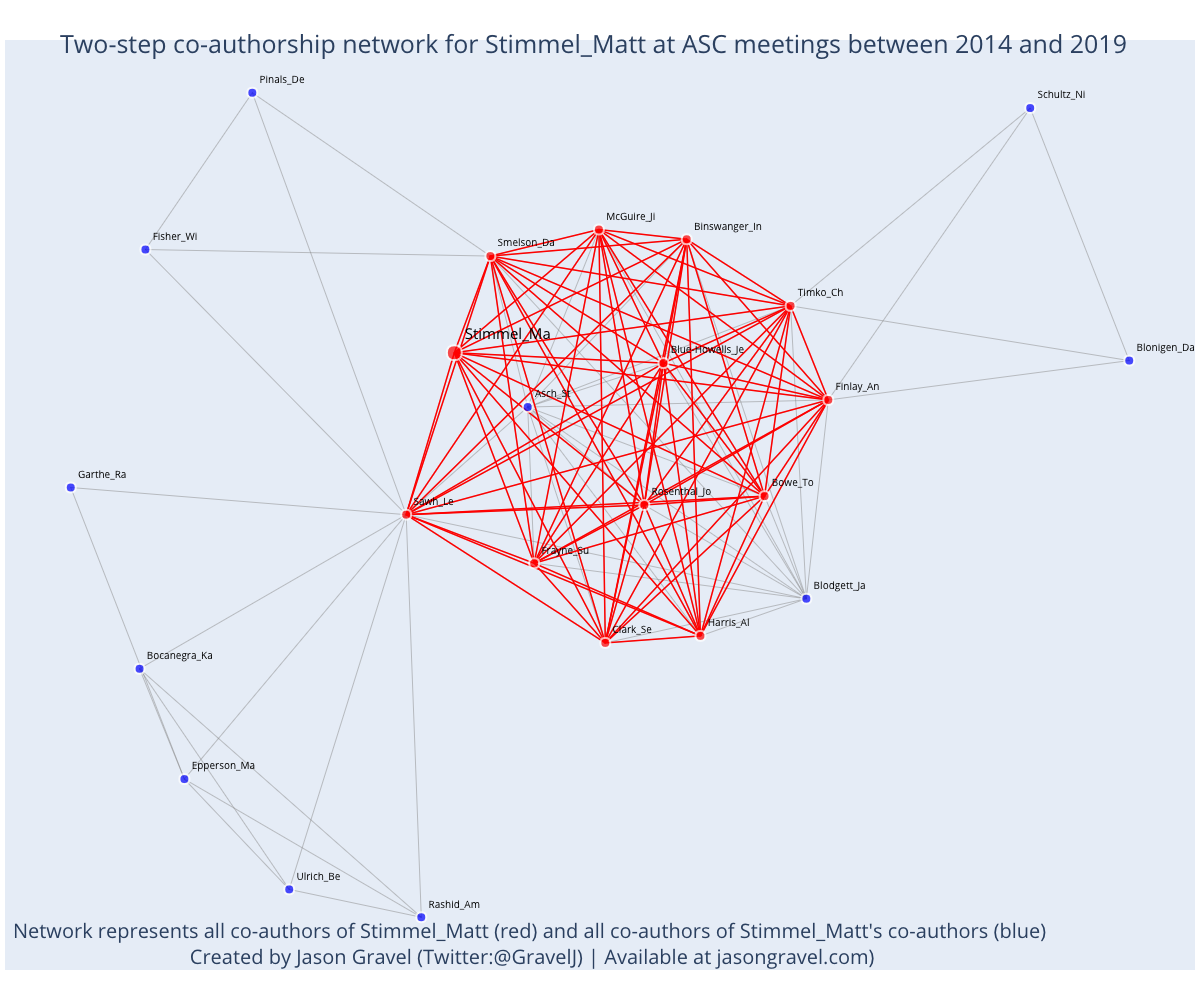 Two-step co-authorship network for Stimmel_Matt at ASC meetings between 2014 and 2019
Pinals_De
Schultz_Ni
McGuire_Ji
Binswanger_In
Fisher_Wi
Smelson_Da
Timko_Ch
Stimmel_Ma
Blue-Howells_Je
Blonigen_Da
Finlay_An
Asch_St
Garthe_Ra
Bowe_To
Rosenthal_Jo
Sawh_Le
Frayne_Su
Blodgett_Ja
Harris_Al
Clark_Se
Bocanegra_Ka
Epperson_Ma
Ulrich_Be
Rashid_Am
Network represents all co-authors of Stimmel_Matt (red) and all co-authors of Stimmel_Matt's co-authors (blue)
Created by Jason Gravel (Twitter:@GravelJ) | Available at jasongravel.com)